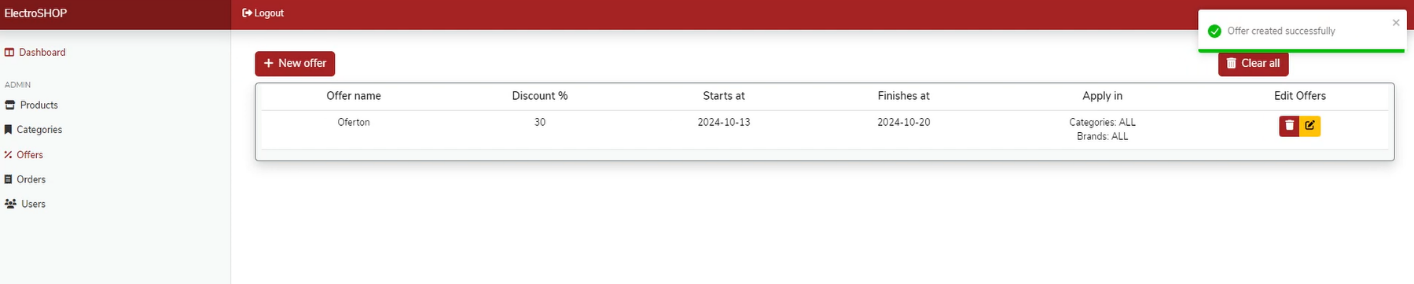 ElectroSHOP
Logout
Offer created successfully
Dashboard
ADMIN
Products
Categories
Offers
Orders
Users
+ New offer
Clear all
Offer name Discount % Starts at Finishes at Apply in Edit Offers
Oferton 30 2024-10-13 2024-10-20 Categories: ALL
Brands: ALL